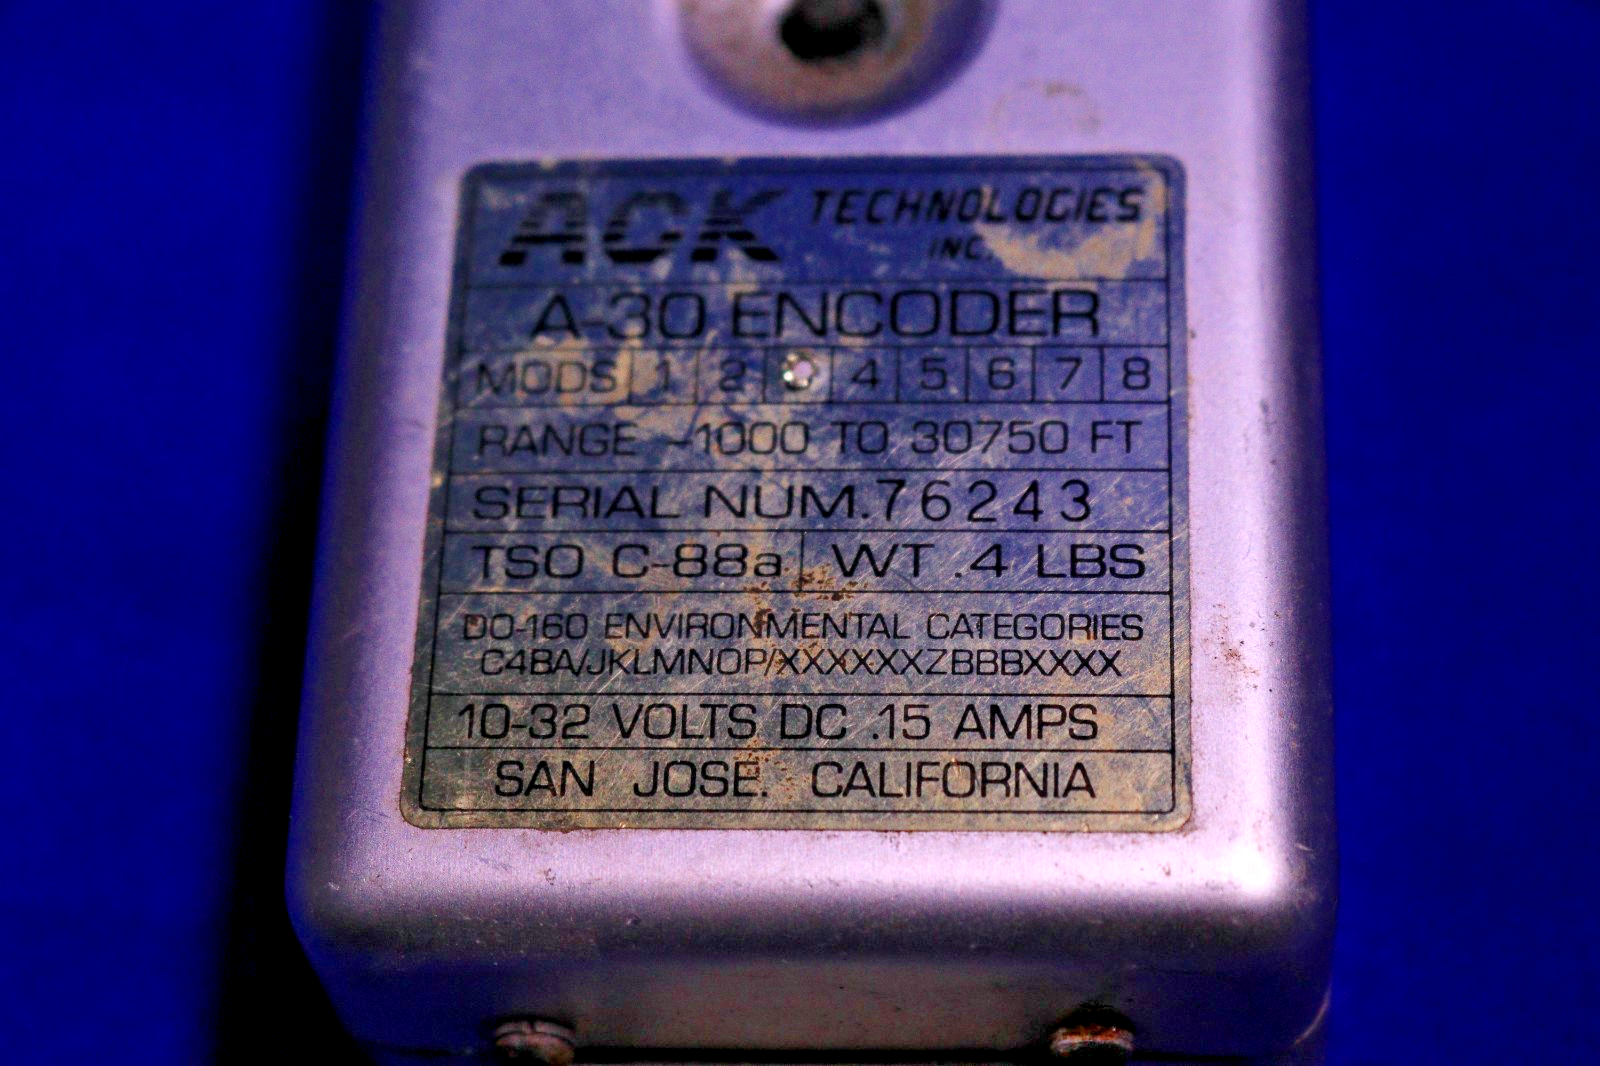 ACK TECHNOLOGIES
INC.
A-30 ENCODER
MODS 1 2 3 4 5 6 7 8
RANGE -1000 TO 30750 FT
SERIAL NUM.76243
TSO C-88a WT .4 LBS
DO-160 ENVIRONMENTAL CATEGORIES
C4BA/JKLMNOP/XXXXXXZBBBXXXX
10-32 VOLTS DC .15 AMPS
SAN JOSE. CALIFORNIA